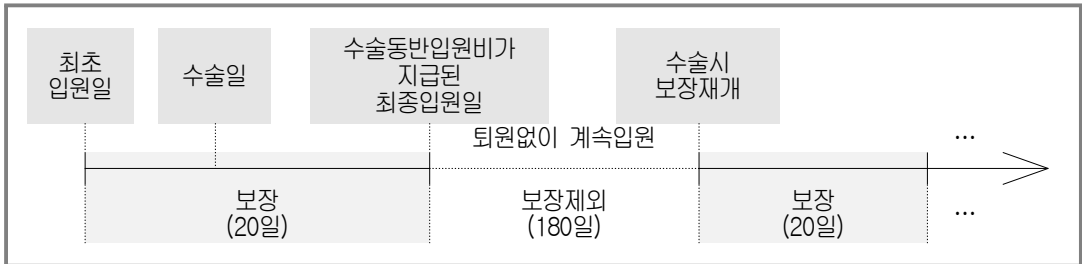 최초
입원일
수술일
수술동반입원비가
지급된
최종입원일
수술시
보장재개
퇴원없이 계속입원
...
보장
(20일)
보장제외
(180일)
보장
(20일)
...